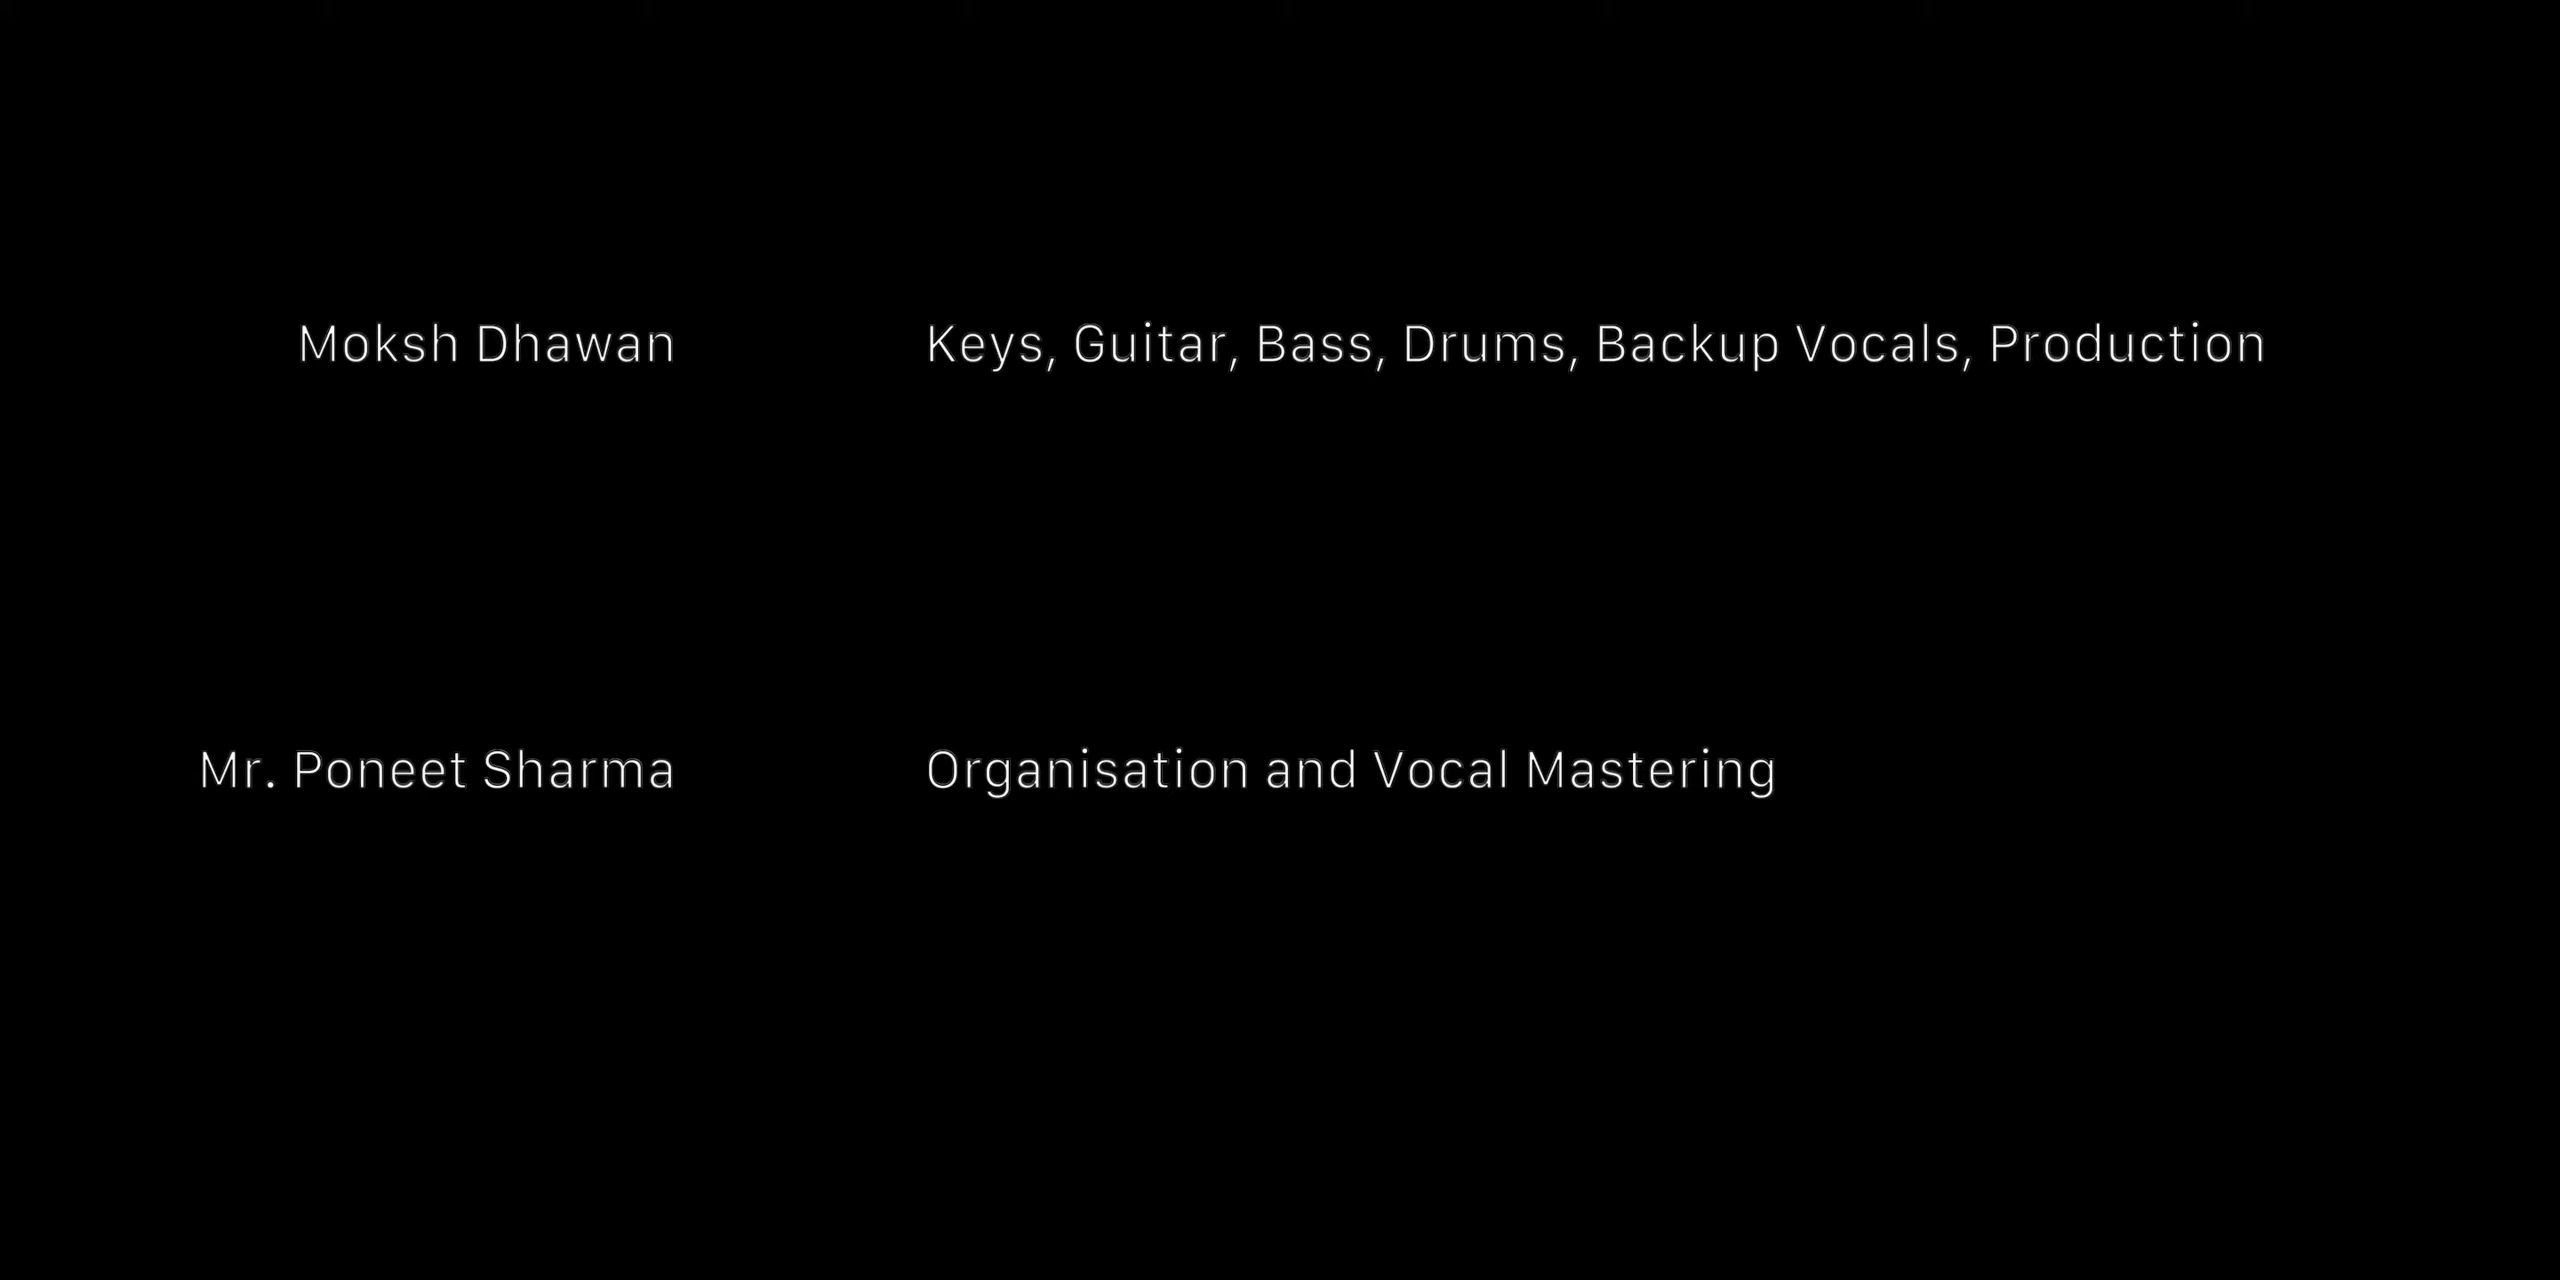 Moksh Dhawan Keys, Guitar, Bass, Drums, Backup Vocals, Production
Mr. Poneet Sharma Organisation and Vocal Mastering